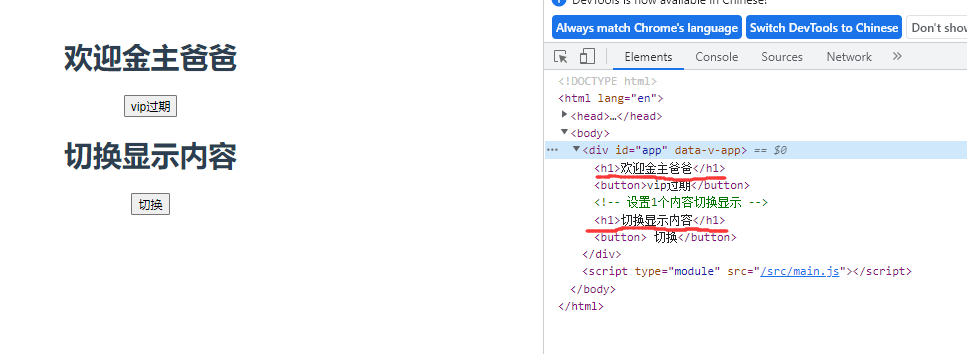 欢迎金主爸爸
vip过期
切换显示内容
切换
DevTools is now available in Chinese!
Always match Chrome's language Switch DevTools to Chinese Don't show
Elements Console Sources Network »
<!DOCTYPE html>
<html lang="en">
<head>…</head>
<body>
<div id="app" data-v-app> == $0
<h1>欢迎金主爸爸</h1>
<button>vip过期</button>
<!-- 设置1个内容切换显示 -->
<h1>切换显示内容</h1>
<button> 切换</button>
</div>
<script type="module" src="/src/main.js"></script>
</body>
</html>